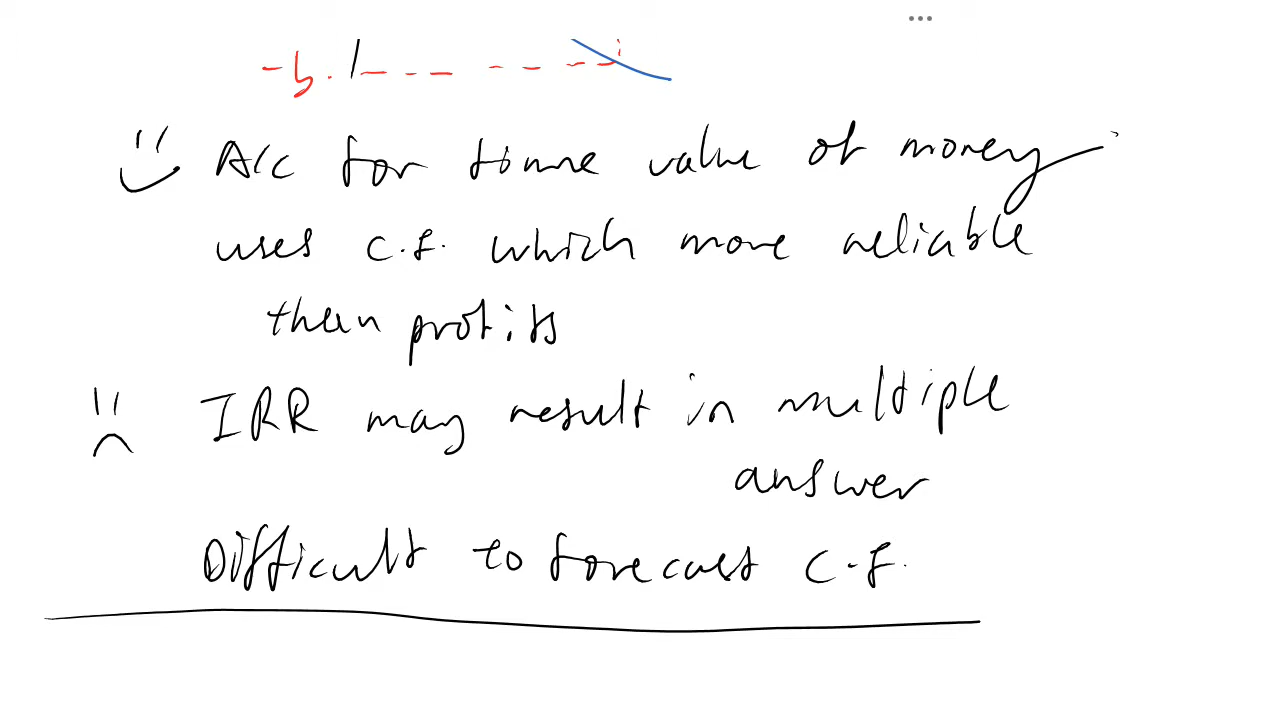 -b.
A/C for time value of money
uses c.f. which more reliable
then profits
IRR may result in multiple
answer
Difficult to forecast c.f.